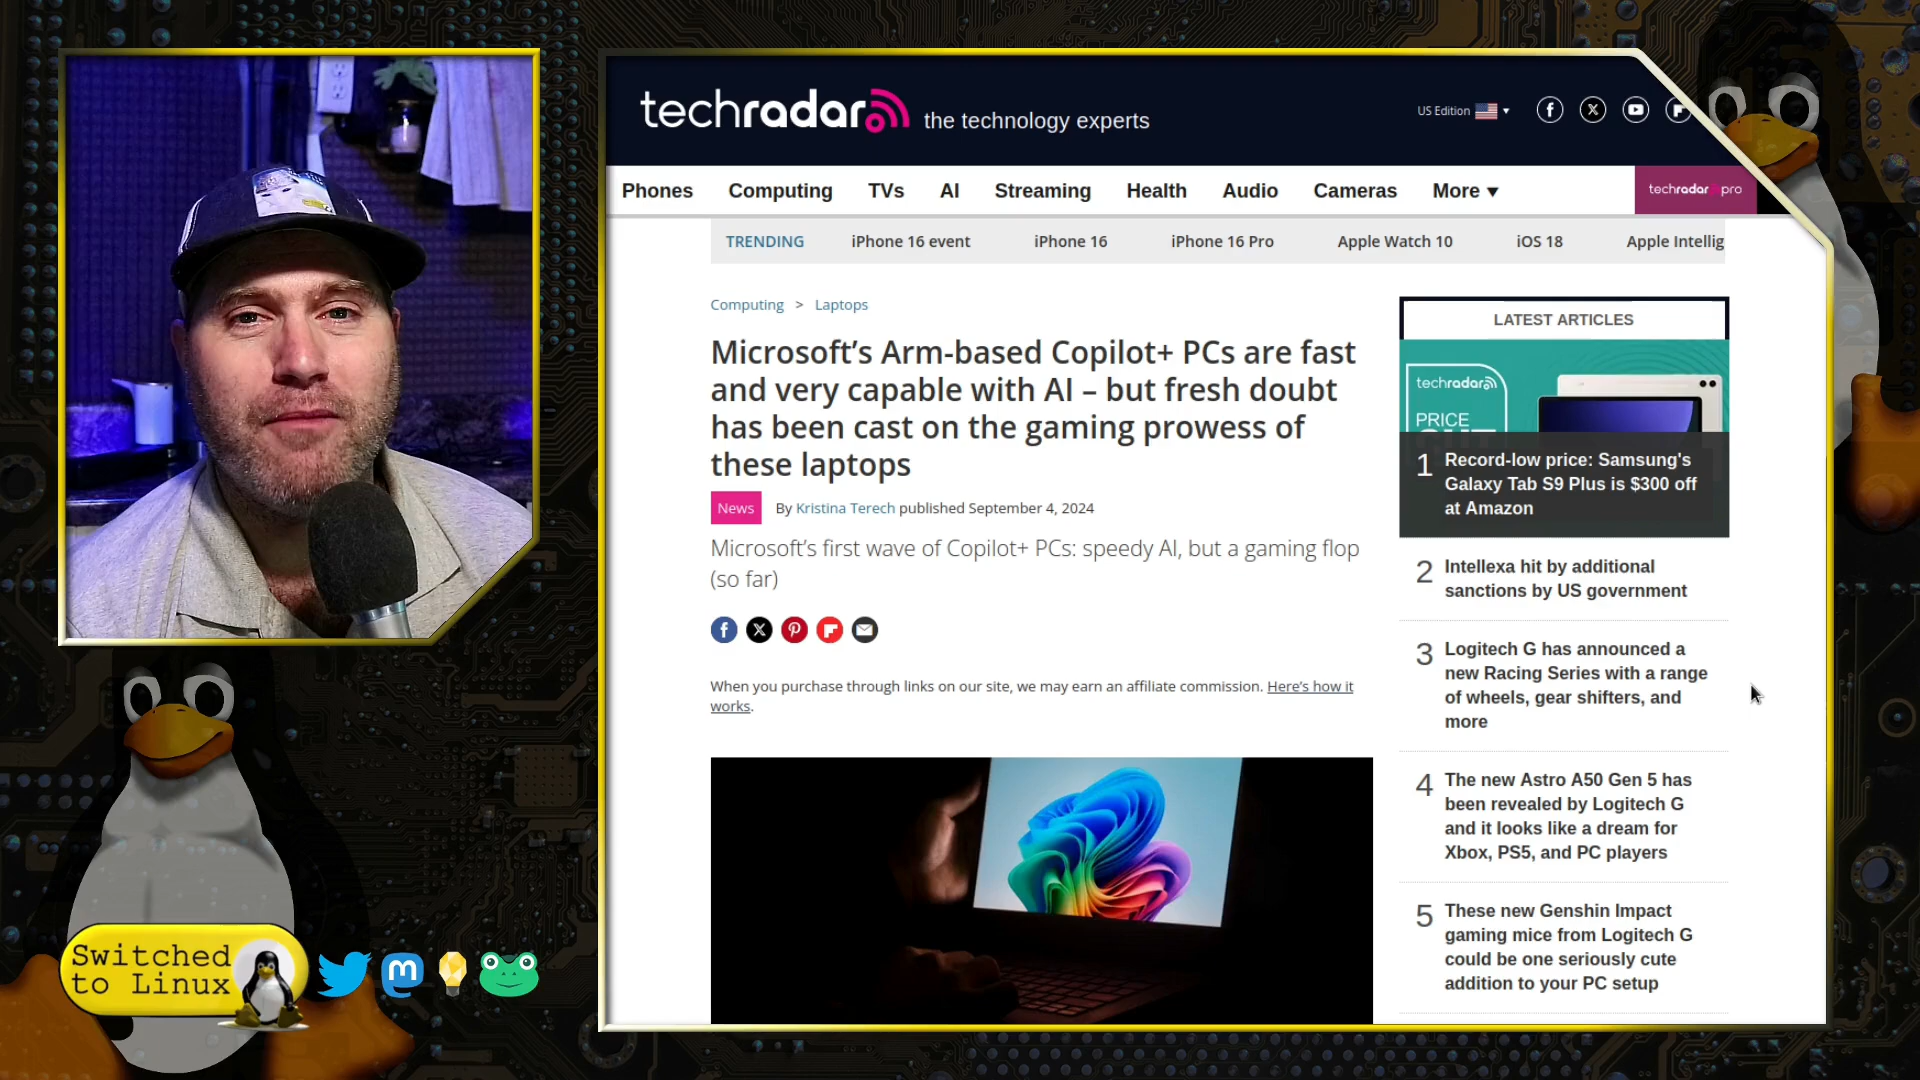 techradar the technology experts
US Edition
Phones Computing TVs AI Streaming Health Audio Cameras More
techradar pro
TRENDING iPhone 16 event iPhone 16 iPhone 16 Pro Apple Watch 10 iOS 18 Apple Intellig
Computing > Laptops
Microsoft’s Arm-based Copilot+ PCs are fast
and very capable with AI – but fresh doubt
has been cast on the gaming prowess of
these laptops
News By Kristina Terech published September 4, 2024
Microsoft’s first wave of Copilot+ PCs: speedy AI, but a gaming flop
(so far)
When you purchase through links on our site, we may earn an affiliate commission. Here’s how it
works.
LATEST ARTICLES
techradar
PRICE
1 Record-low price: Samsung's
Galaxy Tab S9 Plus is $300 off
at Amazon
2 Intellexa hit by additional
sanctions by US government
3 Logitech G has announced a
new Racing Series with a range
of wheels, gear shifters, and
more
4 The new Astro A50 Gen 5 has
been revealed by Logitech G
and it looks like a dream for
Xbox, PS5, and PC players
5 These new Genshin Impact
gaming mice from Logitech G
could be one seriously cute
addition to your PC setup
Switched
to Linux